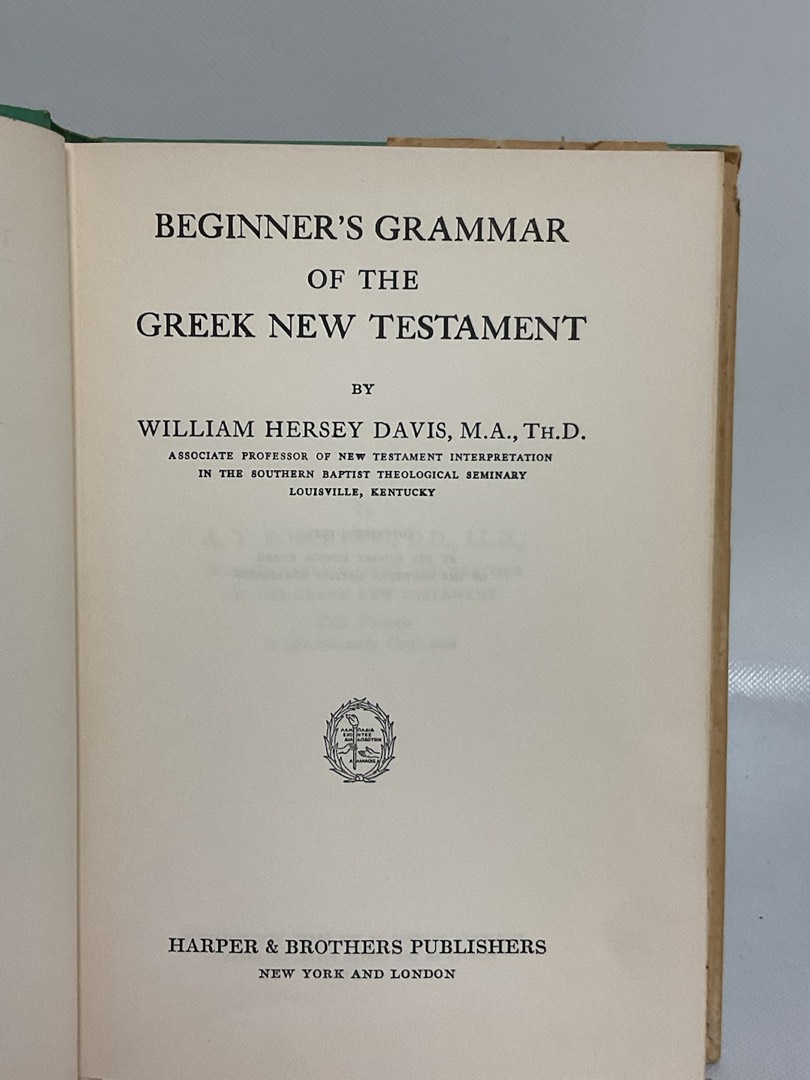 BEGINNER'S GRAMMAR
OF THE
GREEK NEW TESTAMENT
BY
WILLIAM HERSEY DAVIS, M.A., TH.D.
ASSOCIATE PROFESSOR OF NEW TESTAMENT INTERPRETATION
IN THE SOUTHERN BAPTIST THEOLOGICAL SEMINARY
LOUISVILLE, KENTUCKY
HARPER & BROTHERS PUBLISHERS
NEW YORK AND LONDON